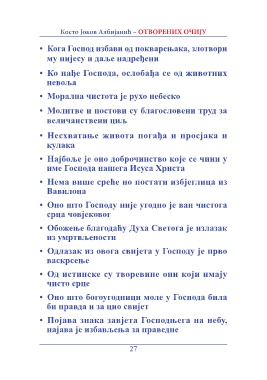 Косто Јоков Албијанић – ОТВОРЕНИХ ОЧИЈУ
• Кога Господ избави од покварењака, злотвори
му нијесу и даље надређени
• Ко нађе Господа, ослобађа се од животних
невоља
• Морална чистота је рухо небеско
• Молитве и постови су благословени труд за
величанствени циљ
• Несхватање живота погађа и просјака и
кулака
• Најбоље је оно доброчинство које се чини у
име Господа нашега Исуса Христа
• Нема више среће но постати избјеглица из
Вавилона
• Оно што Господу није угодно је ван чистога
срца човјековог
• Обожење благодаћу Духа Светога је излазак
из умртвљености
• Одлазак из овога свијета у Господу је прво
васкрсење
• Од истинске су творевине они који имају
чисто срце
• Оно што богоугодници моле у Господа била
би правда и за цио свијет
• Појава знака завјета Господњега на небу,
најава је избављења за праведне
27